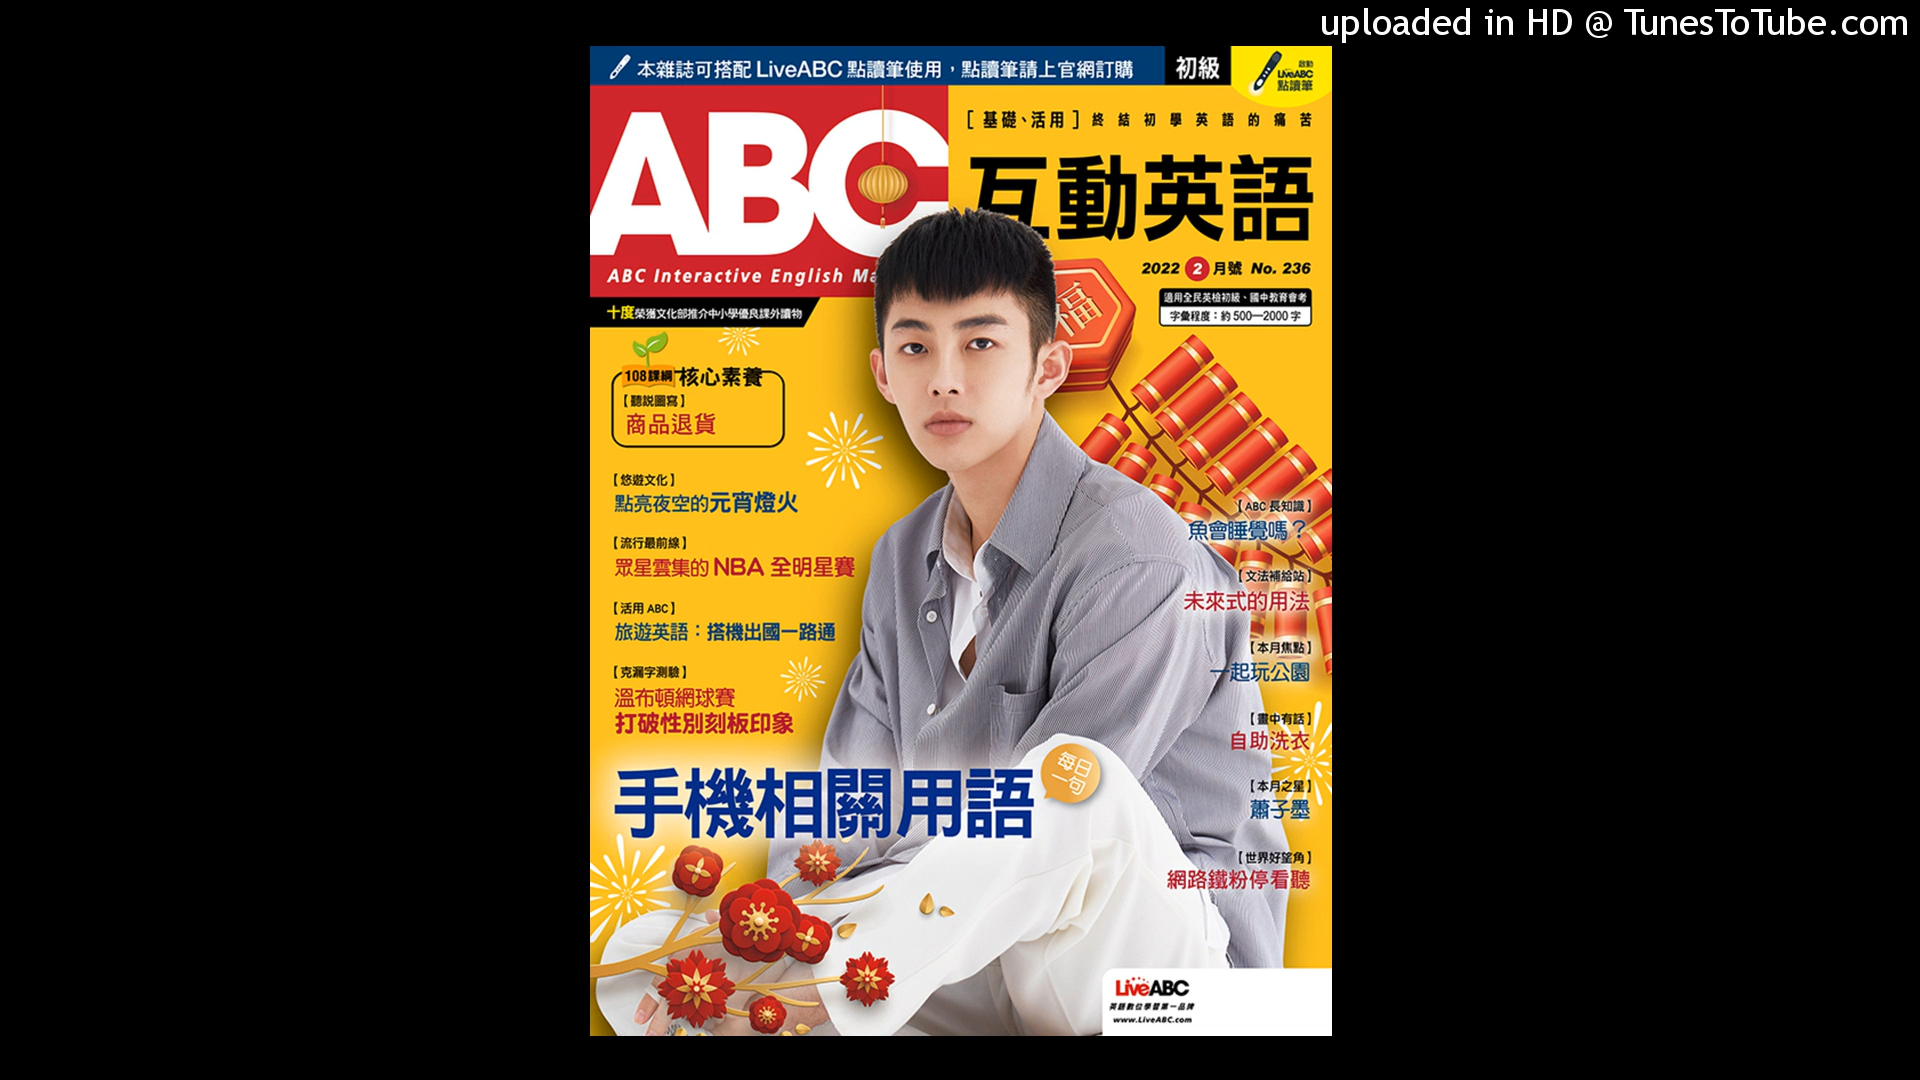 uploaded in HD @ TunesToTube.com
本雜誌可搭配 LiveABC 點讀筆使用，點讀筆請上官網訂購
初級
啟動
LiveABC
點讀筆
ABC
ABC Interactive English Ma
[ 基礎、活用 ] 終結初學英語的痛苦
互動英語
2022 2 月號 No. 236
適用全民英檢初級、國中教育會考
字彙程度：約 500—2000 字
十度榮獲文化部推介中小學優良課外讀物
福
108課綱 核心素養
【聽說圖寫】
商品退貨
【悠遊文化】
點亮夜空的元宵燈火
【流行最前線】
眾星雲集的 NBA 全明星賽
【活用 ABC】
旅遊英語：搭機出國一路通
【克漏字測驗】
溫布頓網球賽
打破性別刻板印象
手機相關用語
每日
一句
【ABC 長知識】
魚會睡覺嗎？
【文法補給站】
未來式的用法
【本月焦點】
一起玩公園
【畫中有話】
自助洗衣
【本月之星】
蕭子墨
【世界好望角】
網路鐵粉停看聽
LiveABC
英語數位學習第一品牌
www.LiveABC.com